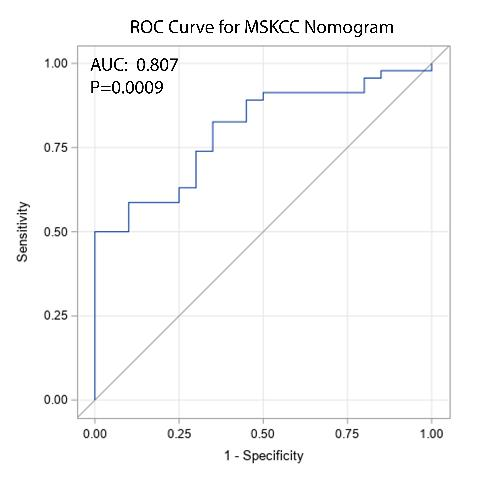 ROC Curve for MSKCC Nomogram
AUC:  0.807
P=0.0009
1.00
0.75
0.50
0.25
0.00
Sensitivity
0.00 0.25 0.50 0.75 1.00
1 - Specificity